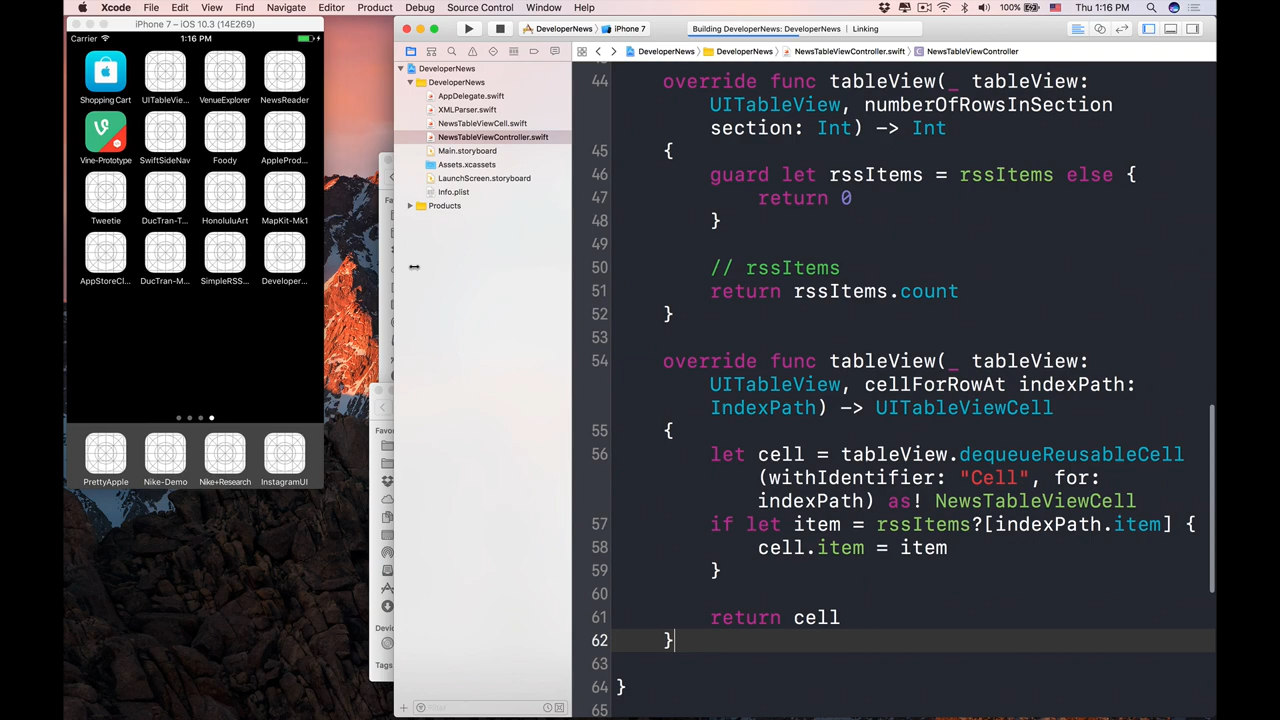 Xcode File Edit View Find Navigate Editor Product Debug Source Control Window Help
100% Thu 1:16 PM
iPhone 7 – iOS 10.3 (14E269)
Carrier 1:16 PM
Shopping Cart UITableVie... VenueExplorer NewsReader
Vine-Prototype SwiftSideNav Foody AppleProd...
Tweetie DucTran-T... HonoluluArt MapKit-Mk1
AppStoreCl... DucTran-M... SimpleRSS... Developer...
PrettyApple Nike-Demo Nike+Research InstagramUI
Favor
Favor
Devic
Tags
DeveloperNews iPhone 7
Building DeveloperNews: DeveloperNews | Linking
DeveloperNews DeveloperNews NewsTableViewController.swift NewsTableViewController
DeveloperNews
DeveloperNews
AppDelegate.swift
XMLParser.swift
NewsTableViewCell.swift
NewsTableViewController.swift
Main.storyboard
Assets.xcassets
LaunchScreen.storyboard
Info.plist
Products
Filter
44 override func tableView(_ tableView:
UITableView, numberOfRowsInSection
section: Int) -> Int
45 {
46 guard let rssItems = rssItems else {
47 return 0
48 }
49
50 // rssItems
51 return rssItems.count
52 }
53
54 override func tableView(_ tableView:
UITableView, cellForRowAt indexPath:
IndexPath) -> UITableViewCell
55 {
56 let cell = tableView.dequeueReusableCell
(withIdentifier: "Cell", for:
indexPath) as! NewsTableViewCell
57 if let item = rssItems?[indexPath.item] {
58 cell.item = item
59 }
60
61 return cell
62 }
63
64 }
65